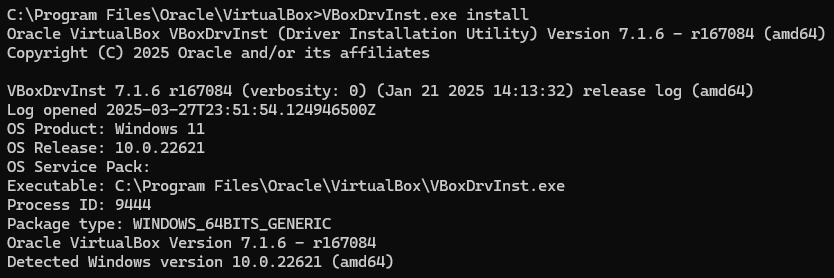 C:\Program Files\Oracle\VirtualBox>VBoxDrvInst.exe install
Oracle VirtualBox VBoxDrvInst (Driver Installation Utility) Version 7.1.6 - r167084 (amd64)
Copyright (C) 2025 Oracle and/or its affiliates
VBoxDrvInst 7.1.6 r167084 (verbosity: 0) (Jan 21 2025 14:13:32) release log (amd64)
Log opened 2025-03-27T23:51:54.124946500Z
OS Product: Windows 11
OS Release: 10.0.22621
OS Service Pack:
Executable: C:\Program Files\Oracle\VirtualBox\VBoxDrvInst.exe
Process ID: 9444
Package type: WINDOWS_64BITS_GENERIC
Oracle VirtualBox Version 7.1.6 - r167084
Detected Windows version 10.0.22621 (amd64)